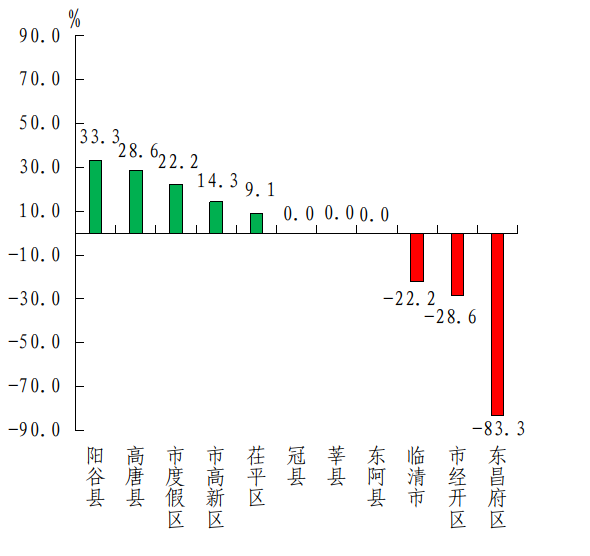 %
90.0
70.0
50.0
30.0
10.0
-10.0
-30.0
-50.0
-70.0
-90.0
33.3
28.6
22.2
14.3
9.1
0.0
0.0
0.0
-22.2
-28.6
-83.3
阳谷县
高唐县
市度假区
市高新区
茌平区
冠县
莘县
东阿县
临清市
市经开区
东昌府区